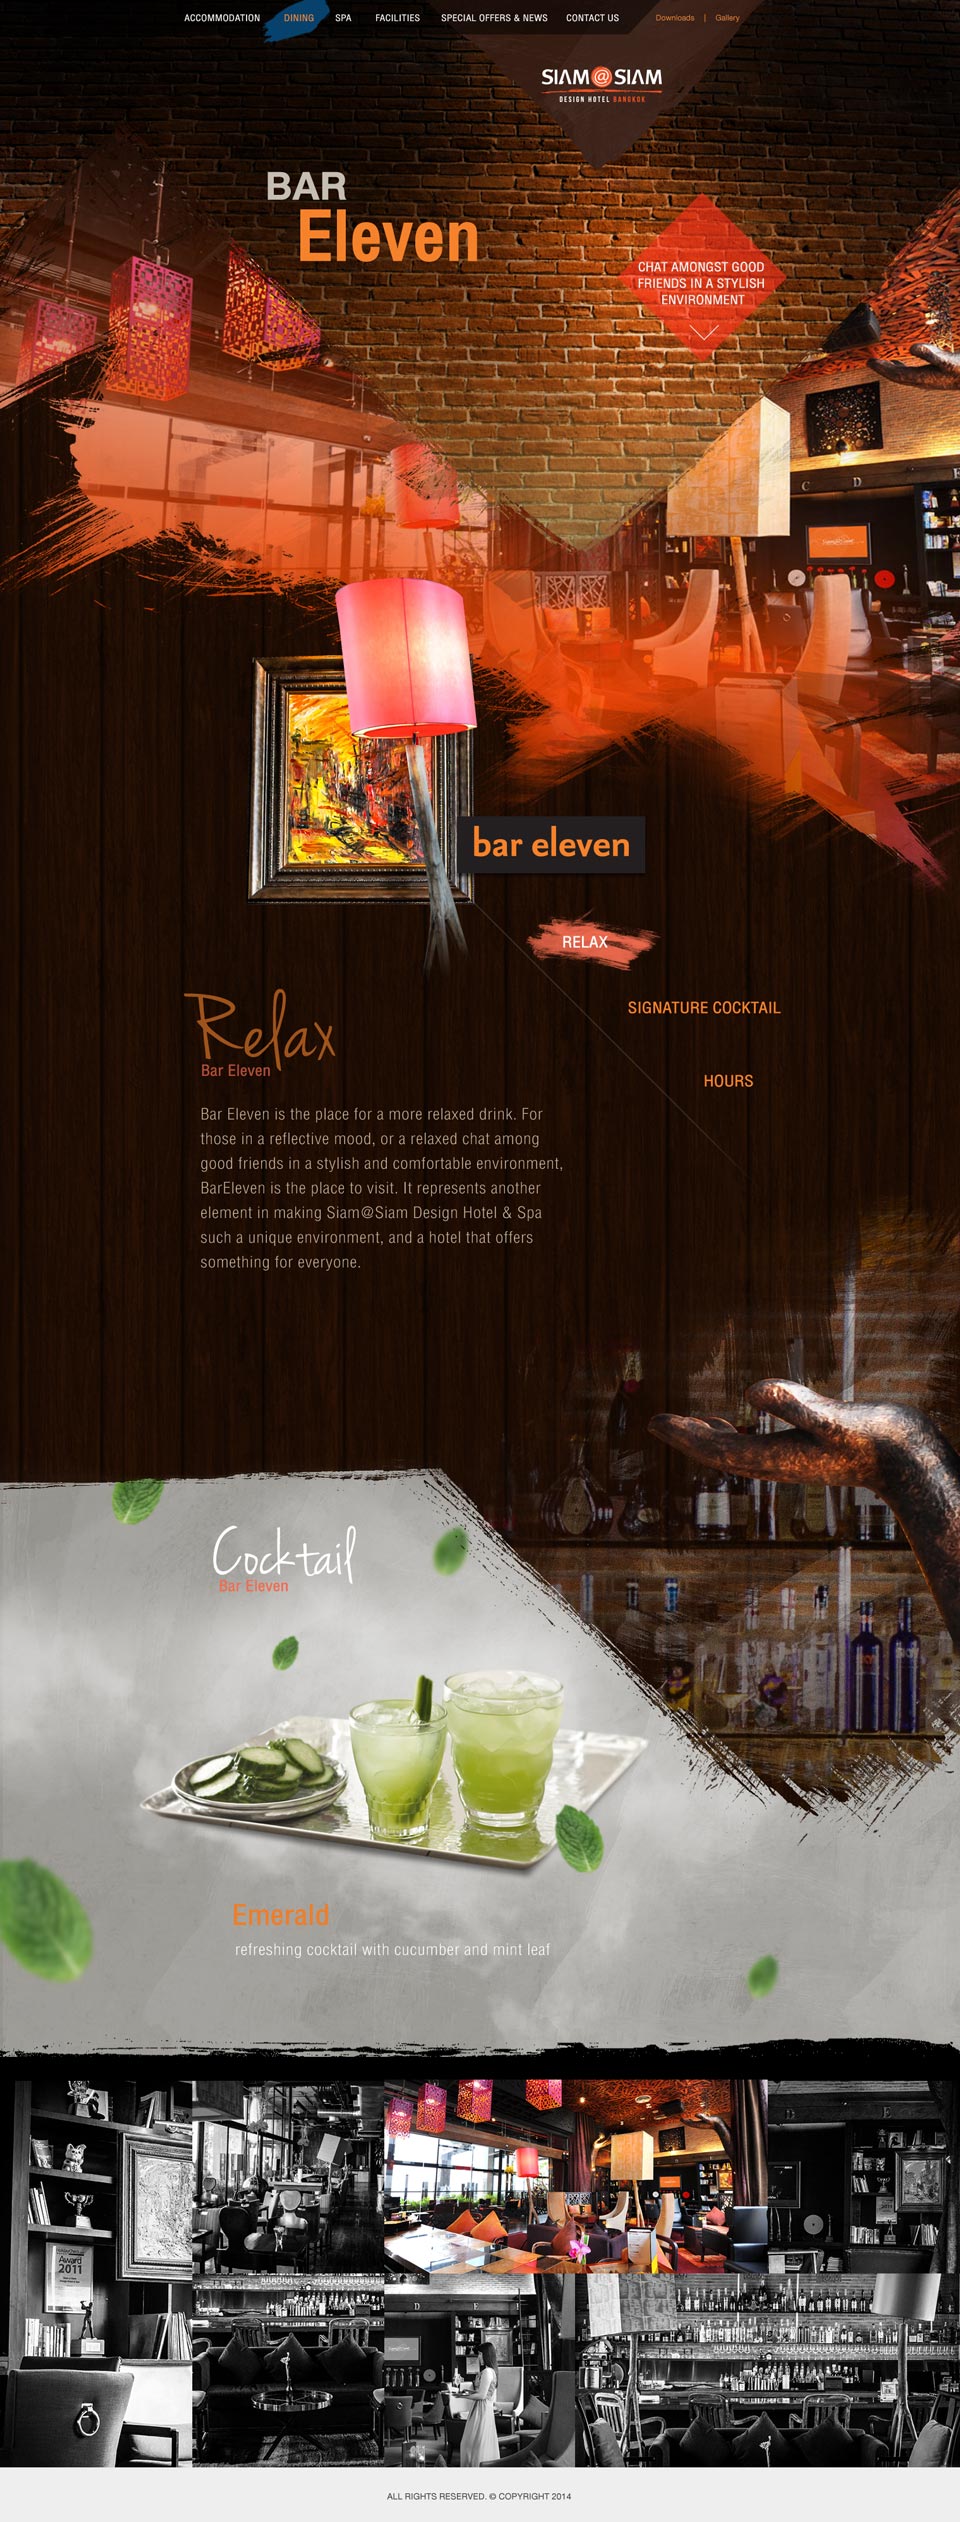 ACCOMMODATION DINING SPA FACILITIES SPECIAL OFFERS & NEWS CONTACT US Downloads | Gallery
SIAM@SIAM
DESIGN HOTEL BANGKOK
BAR
Eleven
CHAT AMONGST GOOD
FRIENDS IN A STYLISH
ENVIRONMENT
C D E
bar eleven
RELAX
SIGNATURE COCKTAIL
HOURS
Relax
Bar Eleven
Bar Eleven is the place for a more relaxed drink. For
those in a reflective mood, or a relaxed chat among
good friends in a stylish and comfortable environment,
BarEleven is the place to visit. It represents another
element in making Siam@Siam Design Hotel & Spa
such a unique environment, and a hotel that offers
something for everyone.
Cocktail
Bar Eleven
SKYY
Emerald
refreshing cocktail with cucumber and mint leaf
D E
Award
2011
D E
ALL RIGHTS RESERVED. © COPYRIGHT 2014